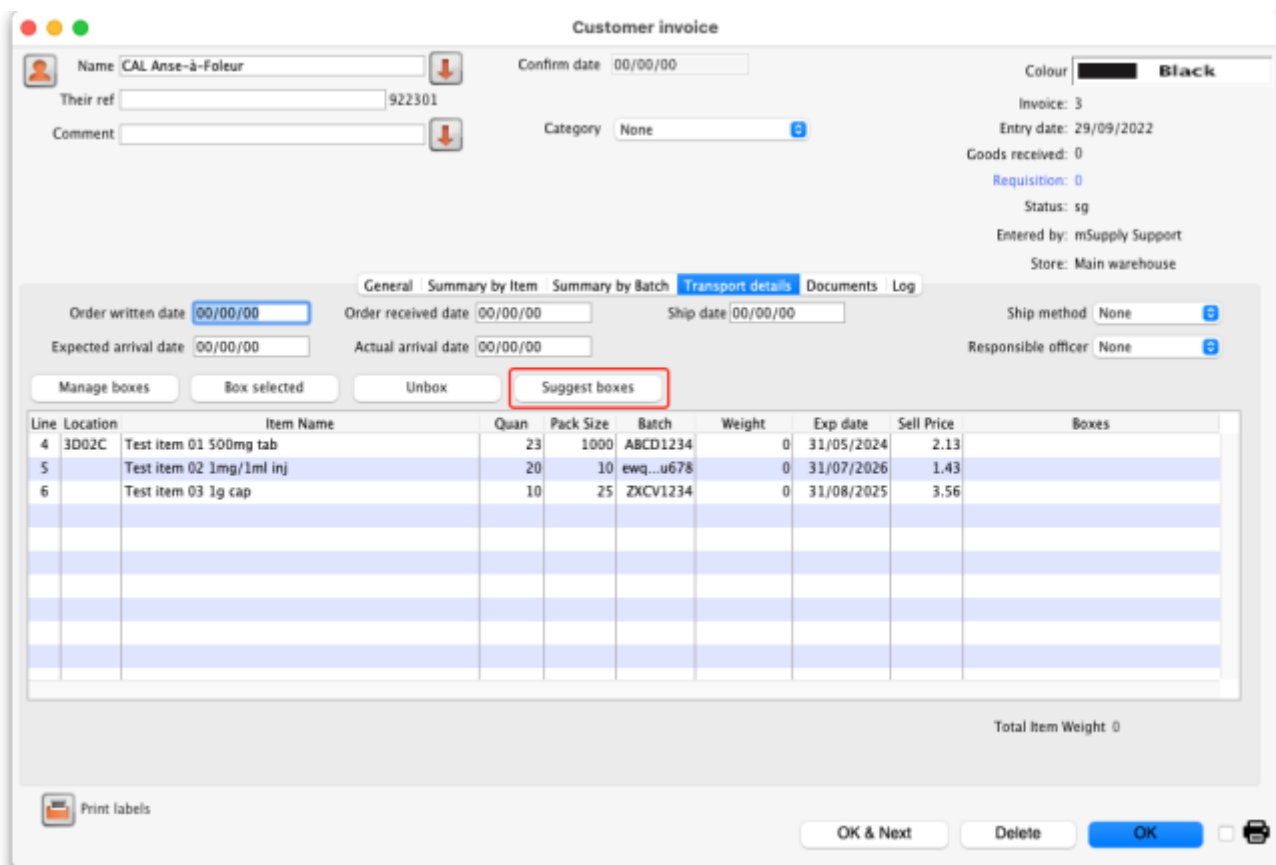 Customer invoice
Name CAL Anse-à-Foleur Confirm date 00/00/00 Colour Black
Their ref 922301 Invoice: 3
Comment Category None Entry date: 29/09/2022
Goods received: 0
Requisition: 0
Status: sg
Entered by: mSupply Support
Store: Main warehouse
General Summary by Item Summary by Batch Transport details Documents Log
Order written date 00/00/00 Order received date 00/00/00 Ship date 00/00/00 Ship method None
Expected arrival date 00/00/00 Actual arrival date 00/00/00 Responsible officer None
Manage boxes Box selected Unbox Suggest boxes
Line Location Item Name Quan Pack Size Batch Weight Exp date Sell Price Boxes
4 3D02C Test item 01 500mg tab 23 1000 ABCD1234 0 31/05/2024 2.13
5 Test item 02 1mg/1ml inj 20 10 ewq...u678 0 31/07/2026 1.43
6 Test item 03 1g cap 10 25 ZXCV1234 0 31/08/2025 3.56
Total Item Weight 0
Print labels
OK & Next Delete OK